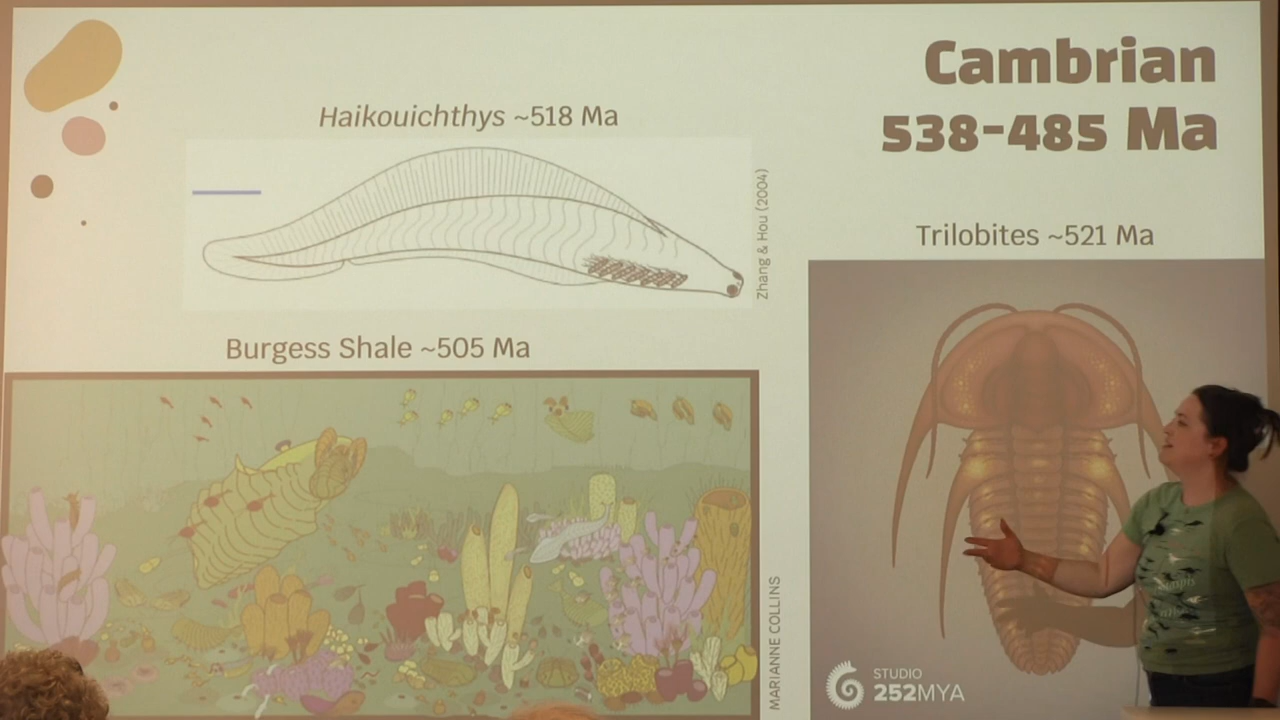 Cambrian
538-485 Ma
Haikouichthys ~518 Ma
Zhang & Hou (2004)
Trilobites ~521 Ma
Burgess Shale ~505 Ma
MARIANNE COLLINS
STUDIO
252MYA